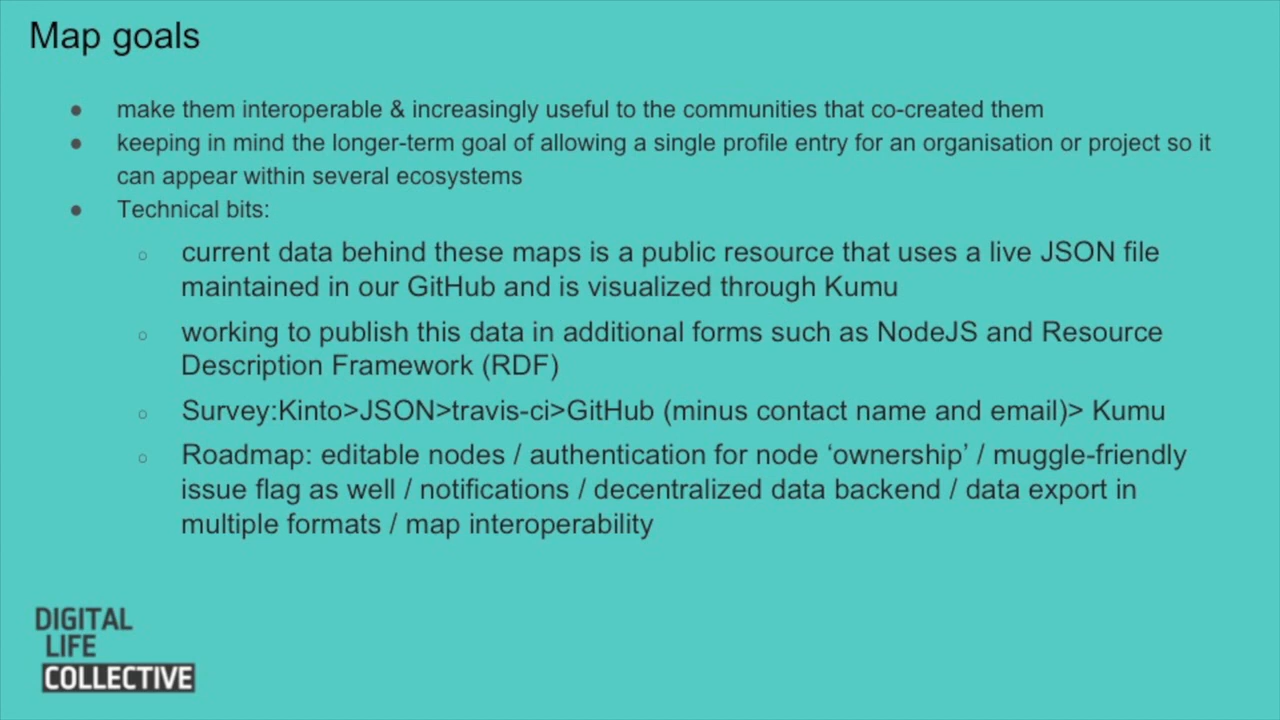 Map goals
● make them interoperable & increasingly useful to the communities that co-created them
● keeping in mind the longer-term goal of allowing a single profile entry for an organisation or project so it
can appear within several ecosystems
● Technical bits:
○ current data behind these maps is a public resource that uses a live JSON file
maintained in our GitHub and is visualized through Kumu
○ working to publish this data in additional forms such as NodeJS and Resource
Description Framework (RDF)
○ Survey:Kinto>JSON>travis-ci>GitHub (minus contact name and email)> Kumu
○ Roadmap: editable nodes / authentication for node ‘ownership’ / muggle-friendly
issue flag as well / notifications / decentralized data backend / data export in
multiple formats / map interoperability
DIGITAL
LIFE
COLLECTIVE